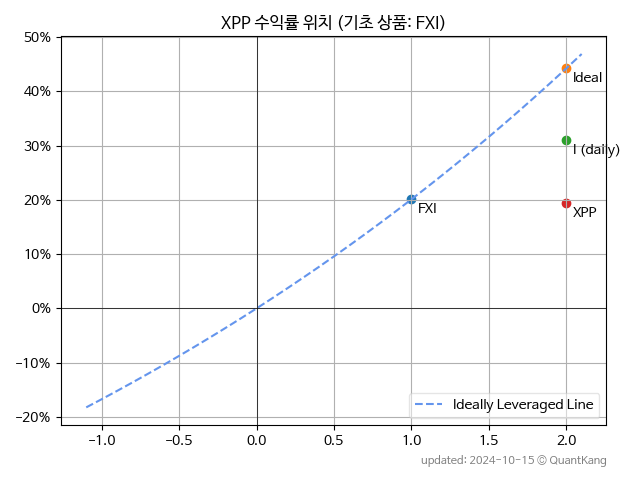 XPP 수익률 위치 (기초 상품: FXI)
50%
40%
30%
20%
10%
0%
−10%
−20%
Ideal
I (daily)
FXI
XPP
Ideally Leveraged Line
−1.0 −0.5 0.0 0.5 1.0 1.5 2.0
updated: 2024-10-15 © QuantKang